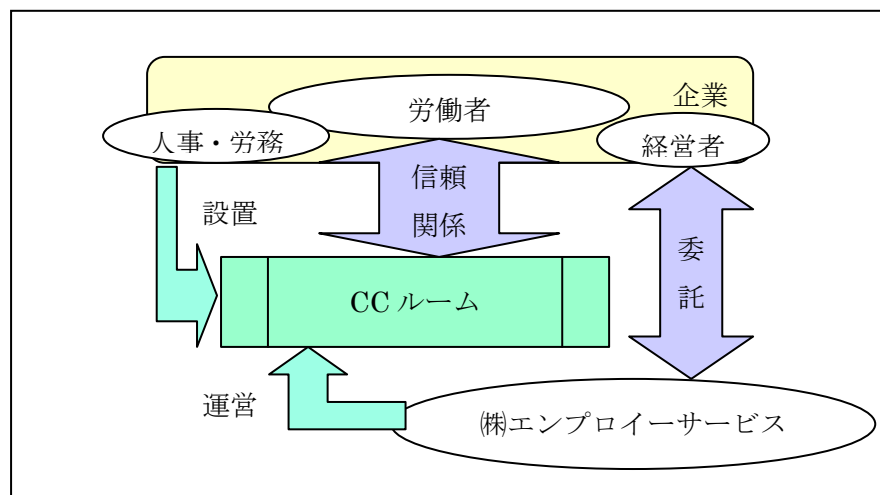 労働者
企業
人事・労務
経営者
信頼
関係
設置
委
託
CC ルーム
運営
㈱エンプロイーサービス